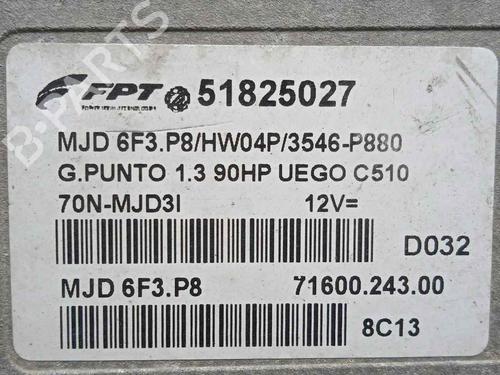 FPT 51825027
MJD 6F3.P8/HW04P/3546-P880
G.PUNTO 1.3 90HP UEGO C510
70N-MJD3I 12V=
D032
MJD 6F3.P8 71600.243.00
8C13
B-PARTS